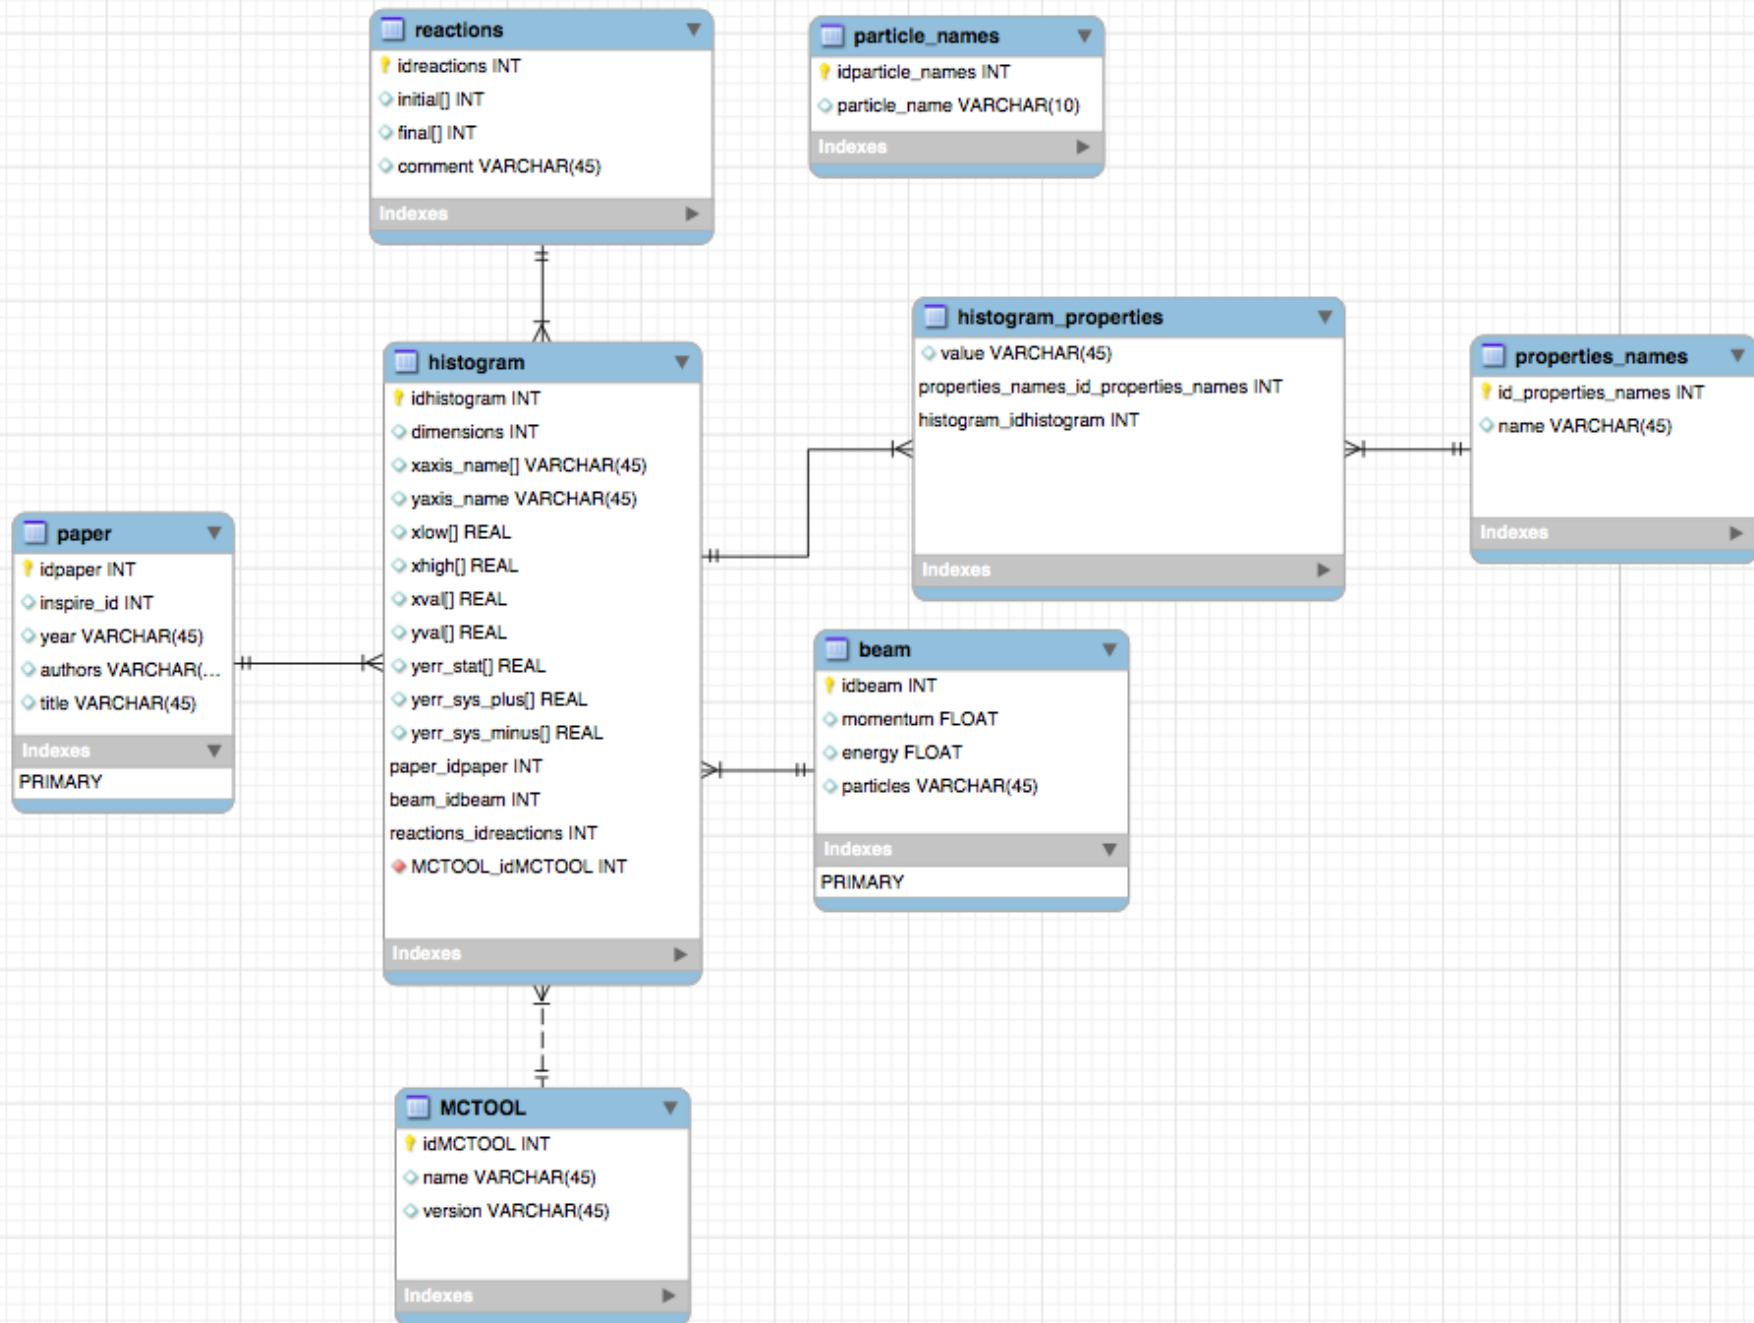 reactions
idreactions INT
initial[] INT
final[] INT
comment VARCHAR(45)
Indexes
particle_names
idparticle_names INT
particle_name VARCHAR(10)
Indexes
histogram
idhistogram INT
dimensions INT
xaxis_name[] VARCHAR(45)
yaxis_name VARCHAR(45)
xlow[] REAL
xhigh[] REAL
xval[] REAL
yval[] REAL
yerr_stat[] REAL
yerr_sys_plus[] REAL
yerr_sys_minus[] REAL
paper_idpaper INT
beam_idbeam INT
reactions_idreactions INT
MCTOOL_idMCTOOL INT
Indexes
histogram_properties
value VARCHAR(45)
properties_names_id_properties_names INT
histogram_idhistogram INT
Indexes
properties_names
id_properties_names INT
name VARCHAR(45)
Indexes
paper
idpaper INT
inspire_id INT
year VARCHAR(45)
authors VARCHAR(...
title VARCHAR(45)
Indexes
PRIMARY
beam
idbeam INT
momentum FLOAT
energy FLOAT
particles VARCHAR(45)
Indexes
PRIMARY
MCTOOL
idMCTOOL INT
name VARCHAR(45)
version VARCHAR(45)
Indexes